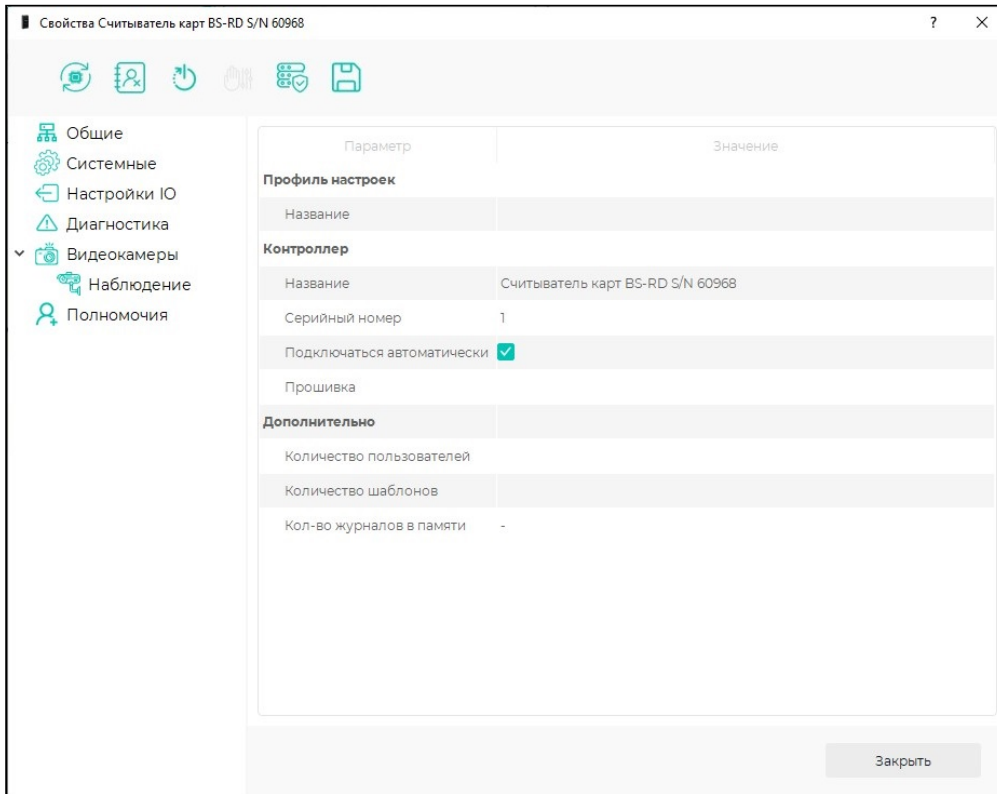 Свойства Считыватель карт BS-RD S/N 60968
Общие
Системные
Настройки IO
Диагностика
Видеокамеры
Наблюдение
Полномочия
Параметр Значение
Профиль настроек
Название
Контроллер
Название Считыватель карт BS-RD S/N 60968
Серийный номер 1
Подключаться автоматически
Прошивка
Дополнительно
Количество пользователей
Количество шаблонов
Кол-во журналов в памяти -
Закрыть